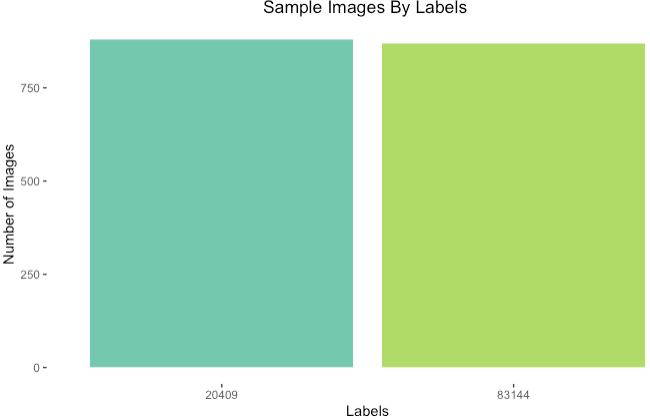 Sample Images By Labels
Number of Images
750
500
250
0
20409 83144
Labels